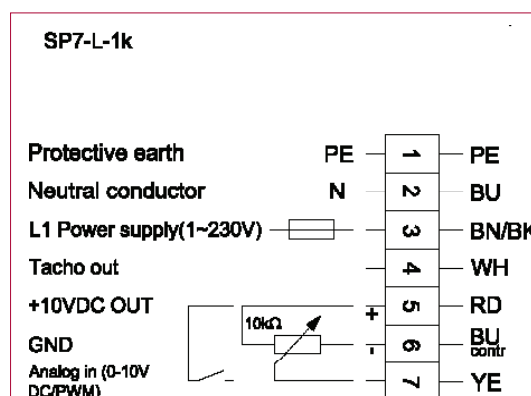 SP7-L-1k
Protective earth PE 1 PE
Neutral conductor N 2 BU
L1 Power supply(1~230V) 3 BN/BK
Tacho out 4 WH
+10VDC OUT + 5 RD
10kΩ
GND - 6 BU
contr
Analog in (0-10V
DC/PWM) 7 YE